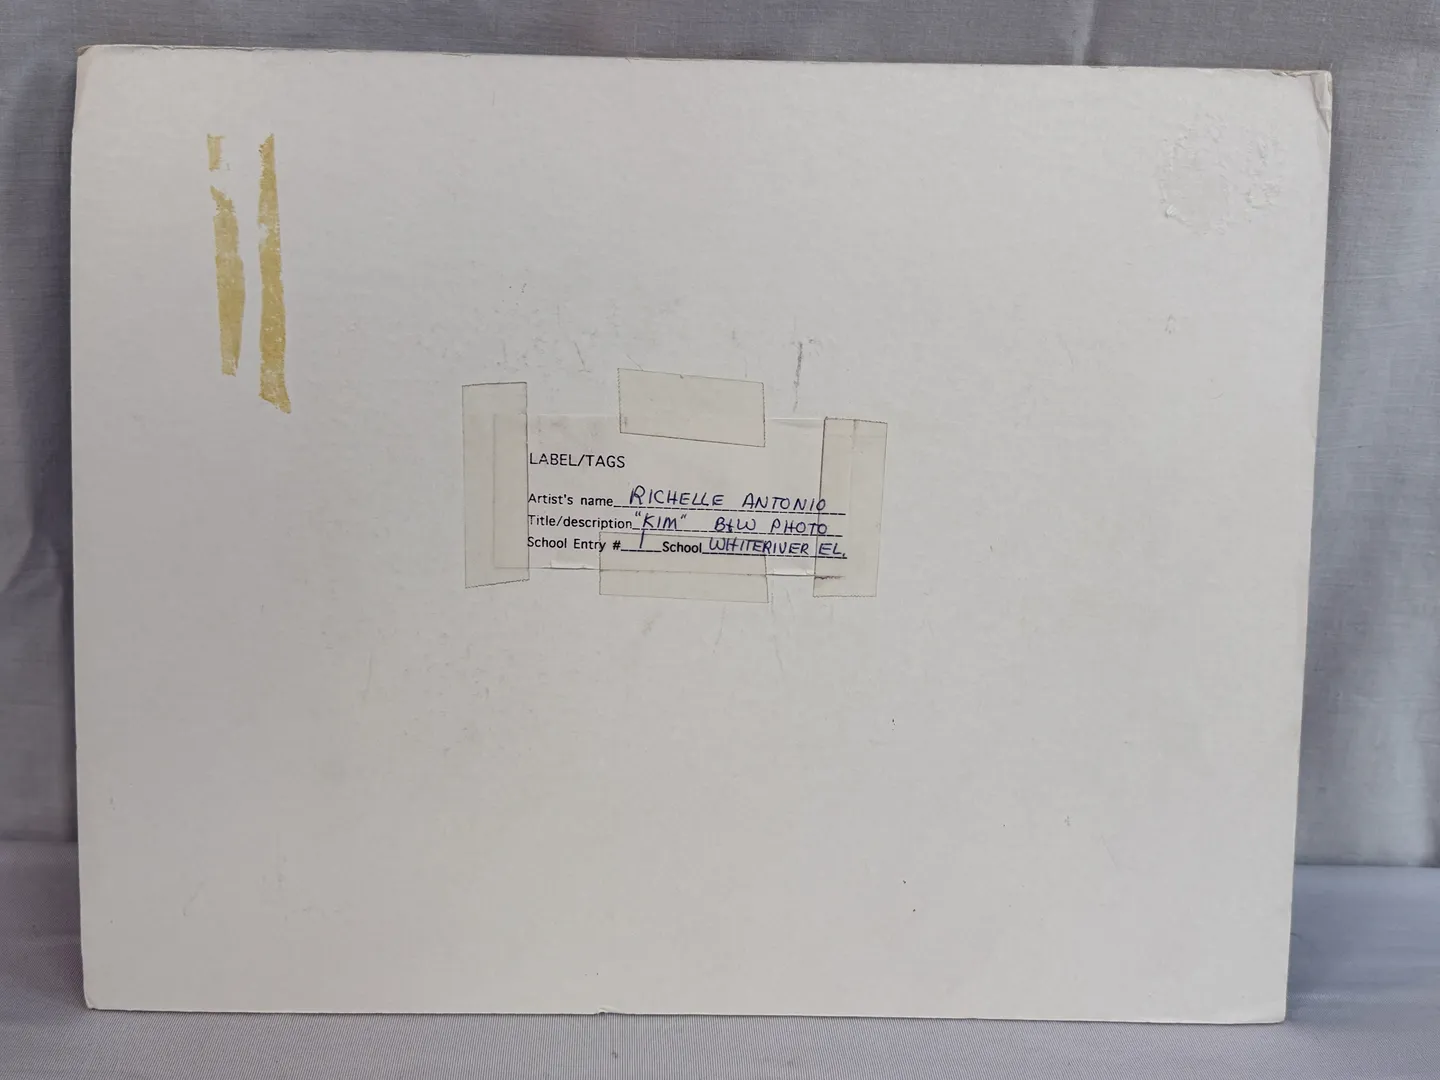 LABEL/TAGS
Artist's name RICHELLE ANTONIO
Title/description "KIM" B&W PHOTO
School Entry # 1 School WHITERIVER EL.